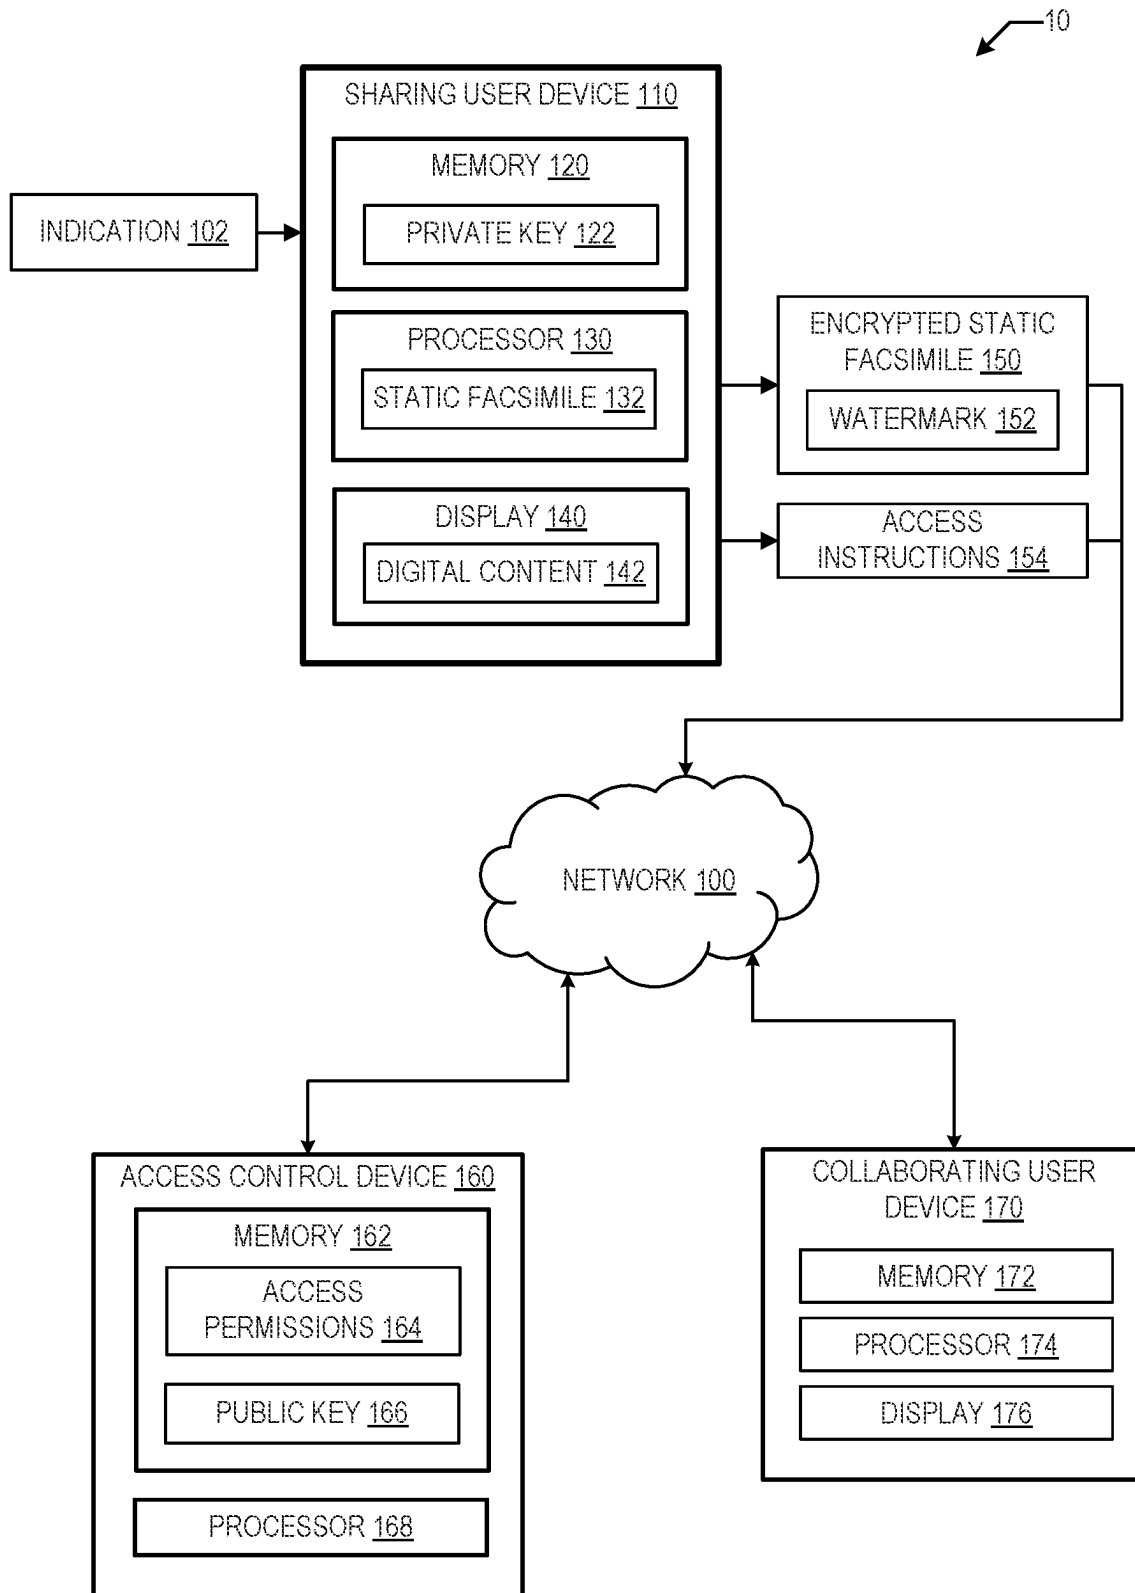 10
SHARING USER DEVICE 110
MEMORY 120
PRIVATE KEY 122
INDICATION 102
PROCESSOR 130
STATIC FACSIMILE 132
DISPLAY 140
DIGITAL CONTENT 142
ENCRYPTED STATIC
FACSIMILE 150
WATERMARK 152
ACCESS
INSTRUCTIONS 154
NETWORK 100
ACCESS CONTROL DEVICE 160
MEMORY 162
ACCESS
PERMISSIONS 164
PUBLIC KEY 166
PROCESSOR 168
COLLABORATING USER
DEVICE 170
MEMORY 172
PROCESSOR 174
DISPLAY 176